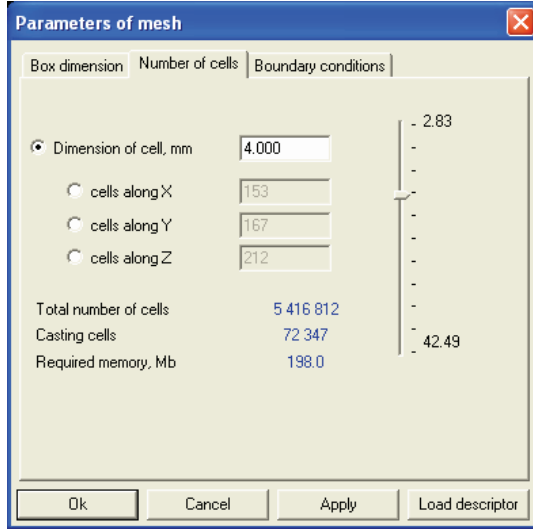 Parameters of mesh
Box dimension Number of cells Boundary conditions
2.83
Dimension of cell, mm 4.000
cells along X 153
cells along Y 167
cells along Z 212
Total number of cells 5 416 812
Casting cells 72 347
42.49
Required memory, Mb 198.0
Ok Cancel Apply Load descriptor